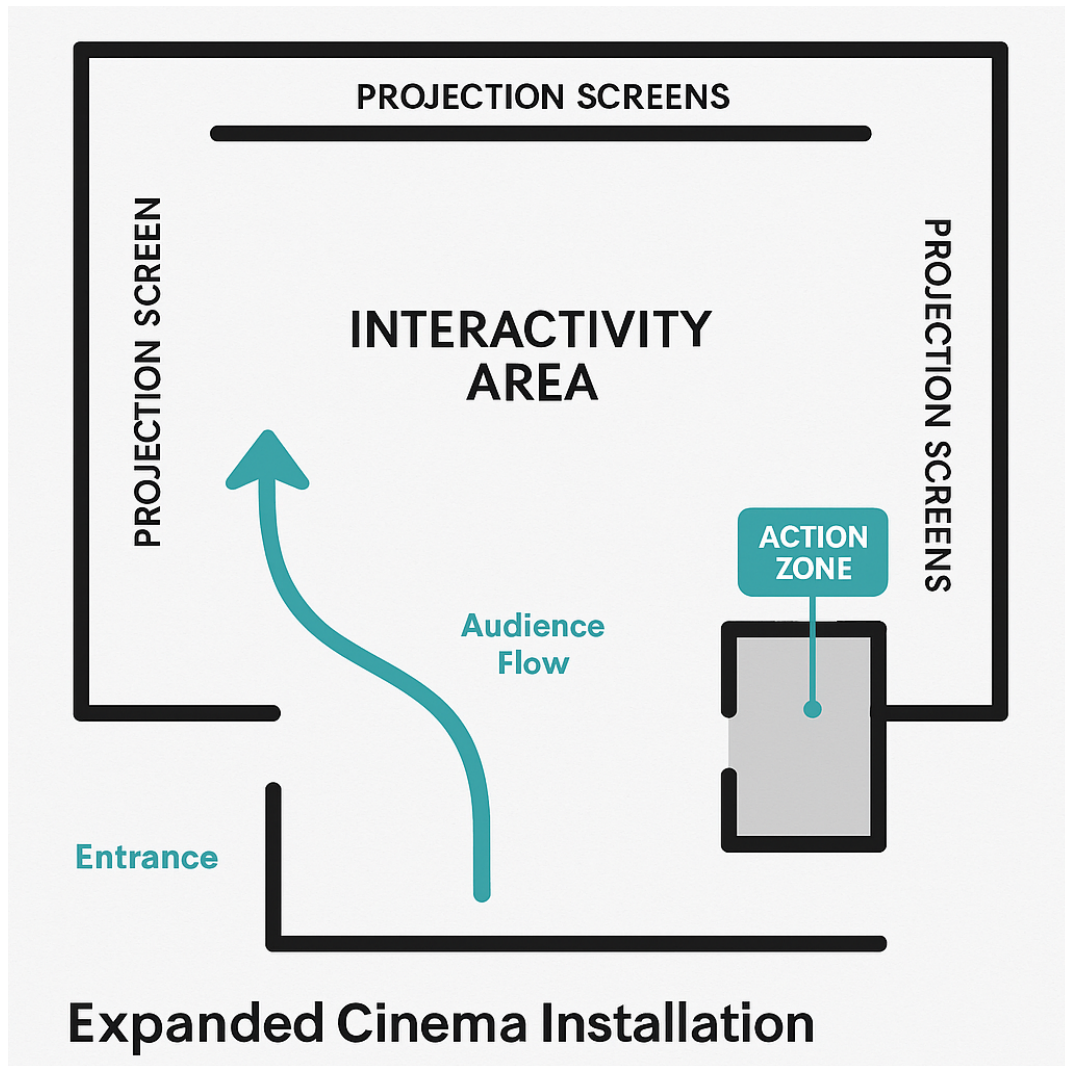 PROJECTION SCREENS
PROJECTION SCREEN
PROJECTION SCREENS
INTERACTIVITY
AREA
ACTION
ZONE
Audience
Flow
Entrance
Expanded Cinema Installation